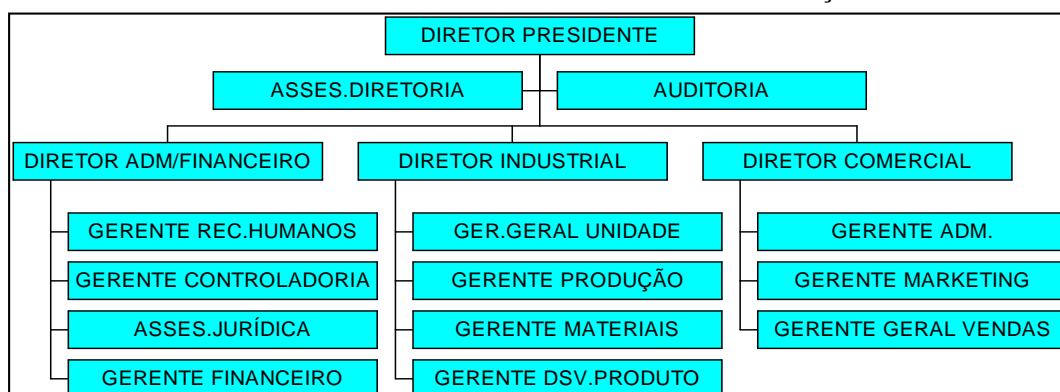 DIRETOR PRESIDENTE
ASSES.DIRETORIA
AUDITORIA
DIRETOR ADM/FINANCEIRO
DIRETOR INDUSTRIAL
DIRETOR COMERCIAL
GERENTE REC.HUMANOS
GER.GERAL UNIDADE
GERENTE ADM.
GERENTE CONTROLADORIA
GERENTE PRODUÇÃO
GERENTE MARKETING
ASSES.JURÍDICA
GERENTE MATERIAIS
GERENTE GERAL VENDAS
GERENTE FINANCEIRO
GERENTE DSV.PRODUTO